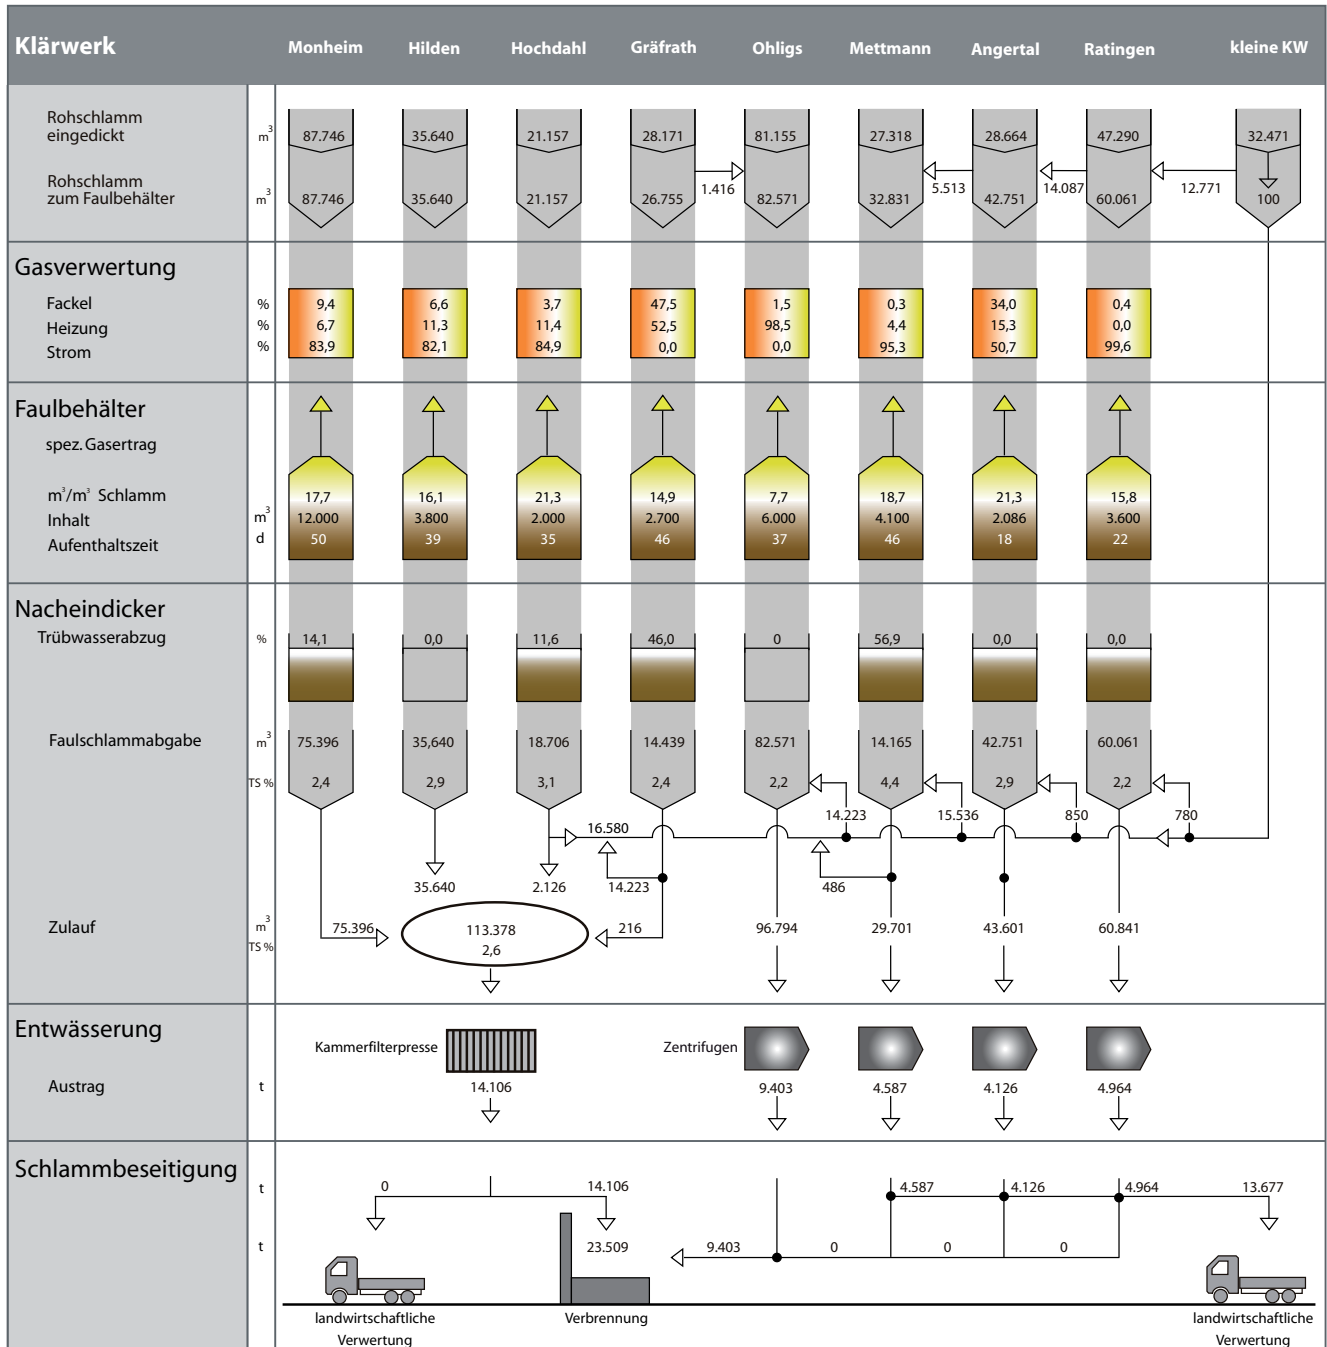 Klärwerk Monheim Hilden Hochdahl Gräfrath Ohligs Mettmann Angertal Ratingen kleine KW
Rohschlamm
eingedickt m³ 87.746 35.640 21.157 28.171 81.155 27.318 28.664 47.290 32.471
1.416 5.513 14.087 12.771
Rohschlamm
zum Faulbehälter m³ 87.746 35.640 21.157 26.755 82.571 32.831 42.751 60.061 100
Gasverwertung
Fackel % 9,4 6,6 3,7 47,5 1,5 0,3 34,0 0,4
Heizung % 6,7 11,3 11,4 52,5 98,5 4,4 15,3 0,0
Strom % 83,9 82,1 84,9 0,0 0,0 95,3 50,7 99,6
Faulbehälter
spez. Gasertrag
m³/m³ Schlamm 17,7 16,1 21,3 14,9 7,7 18,7 21,3 15,8
Inhalt m³ 12.000 3.800 2.000 2.700 6.000 4.100 2.086 3.600
Aufenthaltszeit d 50 39 35 46 37 46 18 22
Nacheindicker
Trübwasserabzug % 14,1 0,0 11,6 46,0 0 56,9 0,0 0,0
Faulschlammabgabe m³ 75.396 35,640 18.706 14.439 82.571 14.165 42.751 60.061
TS % 2,4 2,9 3,1 2,4 2,2 4,4 2,9 2,2
14.223 15.536 850 780
16.580
35.640 2.126 14.223 486
Zulauf m³ 75.396 113.378 216 96.794 29.701 43.601 60.841
TS % 2,6
Entwässerung
Kammerfilterpresse Zentrifugen
Austrag t 14.106 9.403 4.587 4.126 4.964
Schlammbeseitigung
t 0 14.106 4.587 4.126 4.964 13.677
t 23.509 9.403 0 0 0
landwirtschaftliche Verbrennung landwirtschaftliche
Verwertung Verwertung